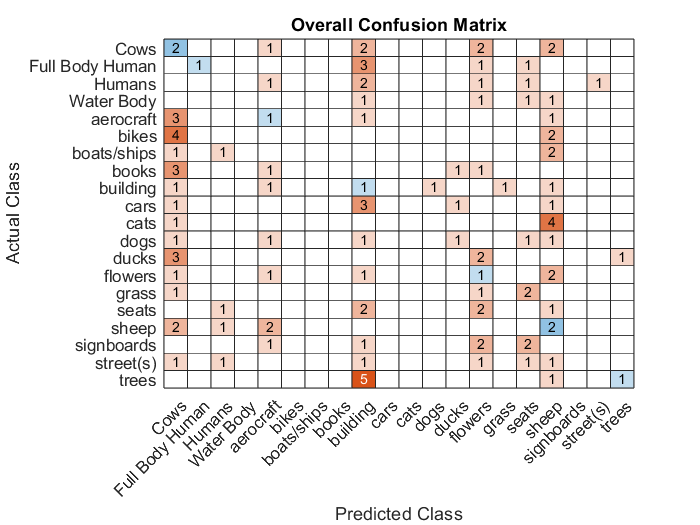 Overall Confusion Matrix
Cows 2 1 2 2 2
Full Body Human 1 3 1 1
Humans 1 2 1 1 1
Water Body 1 1 1 1
aerocraft 3 1 1 1
bikes 4 2
boats/ships 1 1 2
books 3 1 1 1
building 1 1 1 1 1 1
cars 1 3 1 1
cats 1 4
dogs 1 1 1 1 1 1
ducks 3 2 1
flowers 1 1 1 1 2
grass 1 1 2
seats 1 2 2 1
sheep 2 1 2 2
signboards 1 1 2 2
street(s) 1 1 1 1 1 1
trees 5 1 1
Actual Class
Cows
Full Body Human
Humans
Water Body
aerocraft
bikes
boats/ships
books
building
cars
cats
dogs
ducks
flowers
grass
seats
sheep
signboards
street(s)
trees
Predicted Class